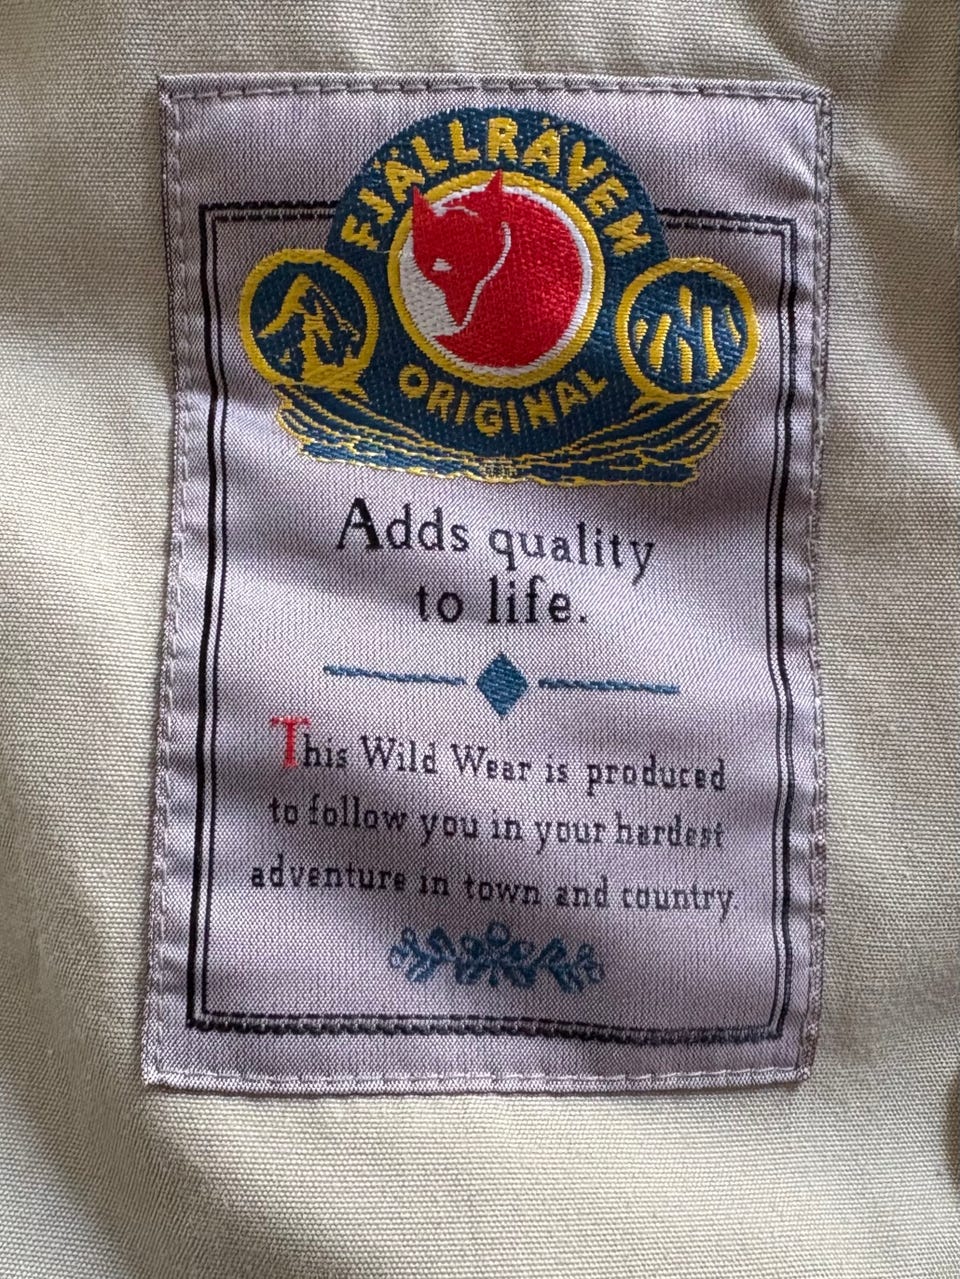 FJÄLLRÄVEN
ORIGINAL
Adds quality
to life.
This Wild Wear is produced
to follow you in your hardest
adventure in town and country.